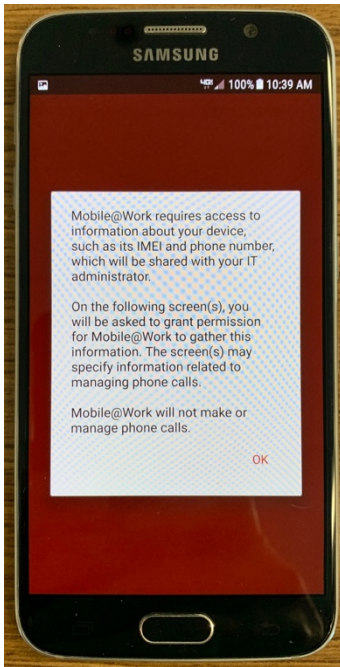 SAMSUNG
4G 100% 10:39 AM
Mobile@Work requires access to
information about your device,
such as its IMEI and phone number,
which will be shared with your IT
administrator.
On the following screen(s), you
will be asked to grant permission
for Mobile@Work to gather this
information. The screen(s) may
specify information related to
managing phone calls.
Mobile@Work will not make or
manage phone calls.
OK